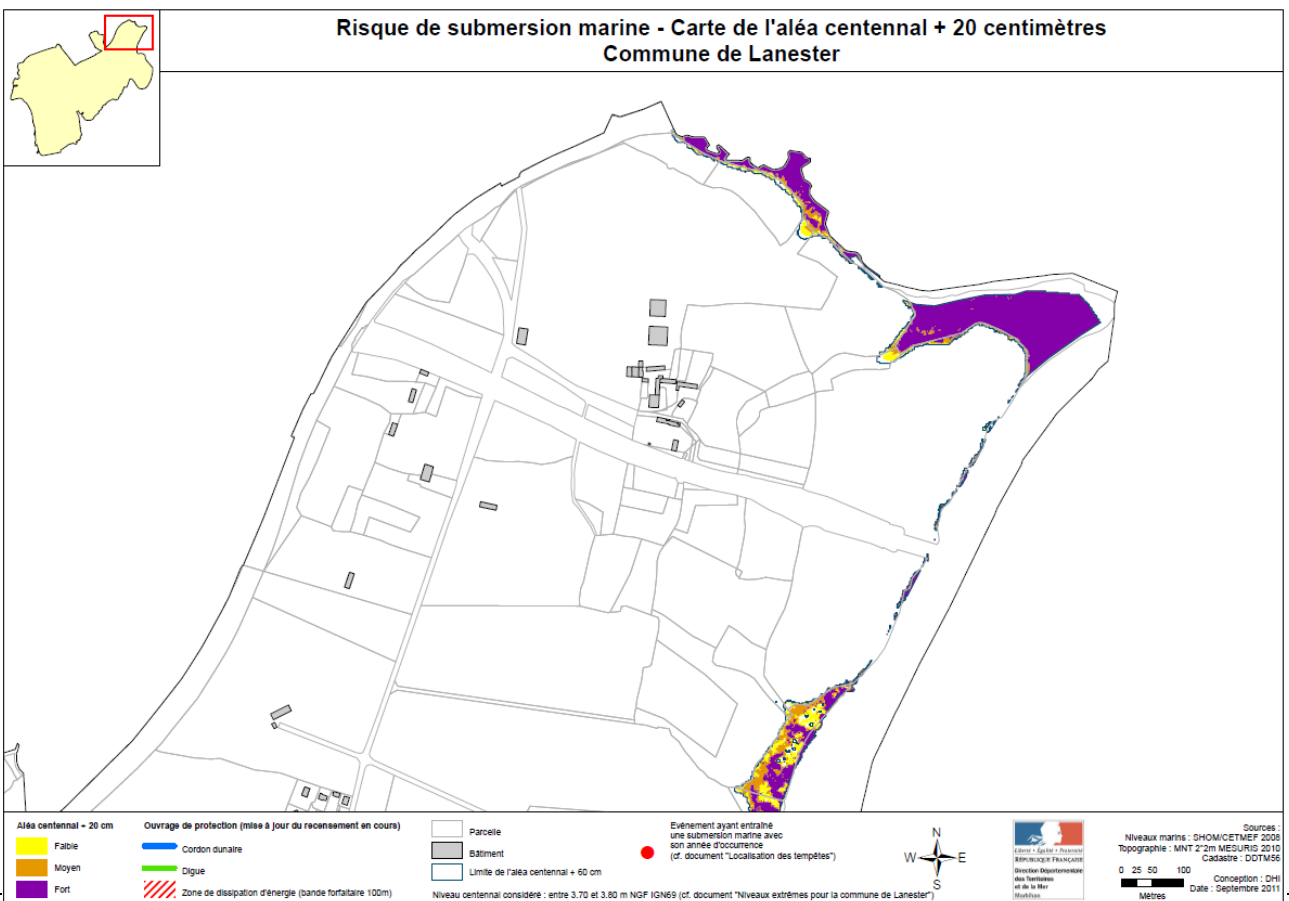 Risque de submersion marine - Carte de l'aléa centennal + 20 centimètres
Commune de Lanester
Aléa centennal + 20 cm
Faible
Moyen
Fort
Ouvrage de protection (mise à jour du recensement en cours)
Cordon dunaire
Digue
Zone de dissipation d'énergie (bande forfaitaire 100m)
Parcelle
Bâtiment
Limite de l'aléa centennal + 60 cm
Evènement ayant entraîné
une submersion marine avec
son année d'occurrence
(cf. document "Localisation des tempêtes")
Niveau centennal considéré : entre 3.70 et 3.80 m NGF IGN69 (cf. document "Niveaux extrêmes pour la commune de Lanester")
N
W
E
S
Liberté • Égalité • Fraternité
RÉPUBLIQUE FRANÇAISE
Direction Départementale
des Territoires
et de la Mer
Morbihan
Sources :
Niveaux marins : SHOM/CETMEF 2008
Topographie : MNT 2*2m MESURIS 2010
Cadastre : DDTM56
0 25 50 100
Mètres
Conception : DHI
Date : Septembre 2011